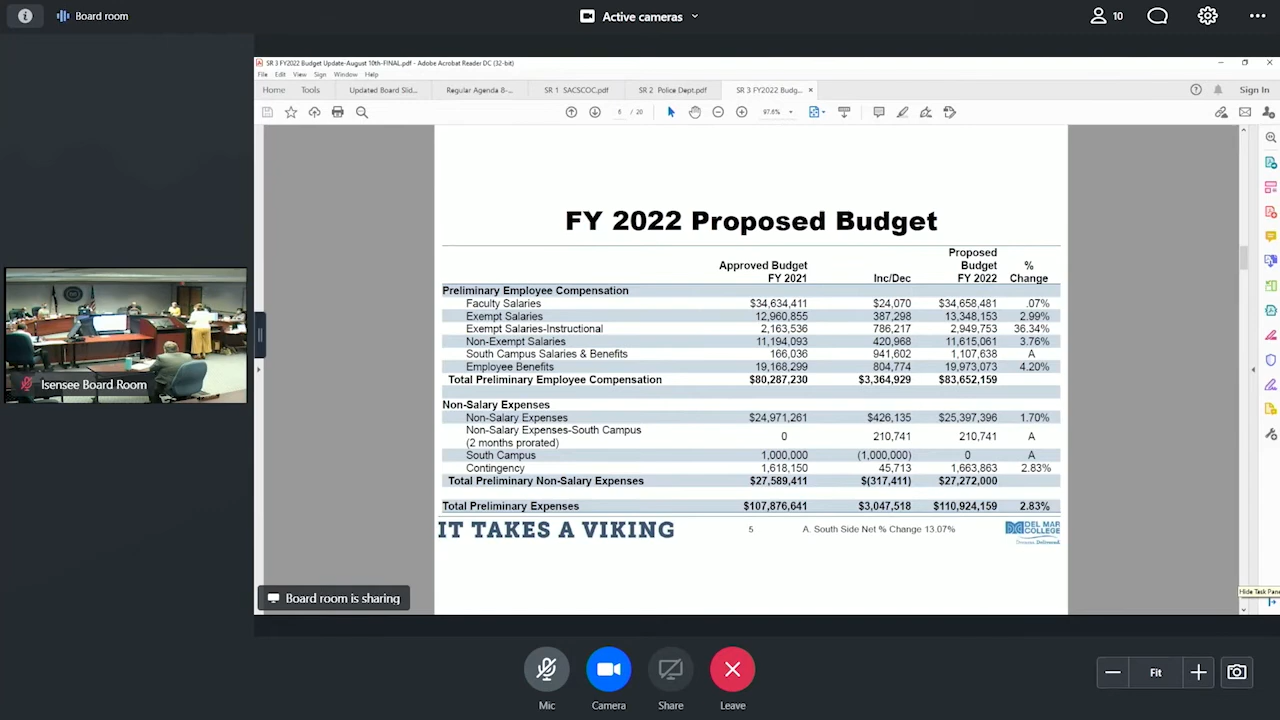 Board room
Active cameras
10
SR 3 FY2022 Budget Update-August 10th-FINAL.pdf - Adobe Acrobat Reader DC (32-bit)
File Edit View Sign Window Help
Home Tools Updated Board Slid... Regular Agenda 8-... SR 1 SACSCOC.pdf SR 2 Police Dept.pdf SR 3 FY2022 Budg... × Sign In
6 / 20 97.6%
FY 2022 Proposed Budget
Approved Budget FY 2021 Inc/Dec Proposed Budget FY 2022 % Change
Preliminary Employee Compensation
Faculty Salaries $34,634,411 $24,070 $34,658,481 .07%
Exempt Salaries 12,960,855 387,298 13,348,153 2.99%
Exempt Salaries-Instructional 2,163,536 786,217 2,949,753 36.34%
Non-Exempt Salaries 11,194,093 420,968 11,615,061 3.76%
South Campus Salaries & Benefits 166,036 941,602 1,107,638 A
Employee Benefits 19,168,299 804,774 19,973,073 4.20%
Total Preliminary Employee Compensation $80,287,230 $3,364,929 $83,652,159
Non-Salary Expenses
Non-Salary Expenses $24,971,261 $426,135 $25,397,396 1.70%
Non-Salary Expenses-South Campus
(2 months prorated) 0 210,741 210,741 A
South Campus 1,000,000 (1,000,000) 0 A
Contingency 1,618,150 45,713 1,663,863 2.83%
Total Preliminary Non-Salary Expenses $27,589,411 $(317,411) $27,272,000
Total Preliminary Expenses $107,876,641 $3,047,518 $110,924,159 2.83%
IT TAKES A VIKING 5 A. South Side Net % Change 13.07%
DEL MAR
COLLEGE
Dreams. Delivered.
Isensee Board Room
Board room is sharing
Hide Task Pane
Mic Camera Share Leave
Fit